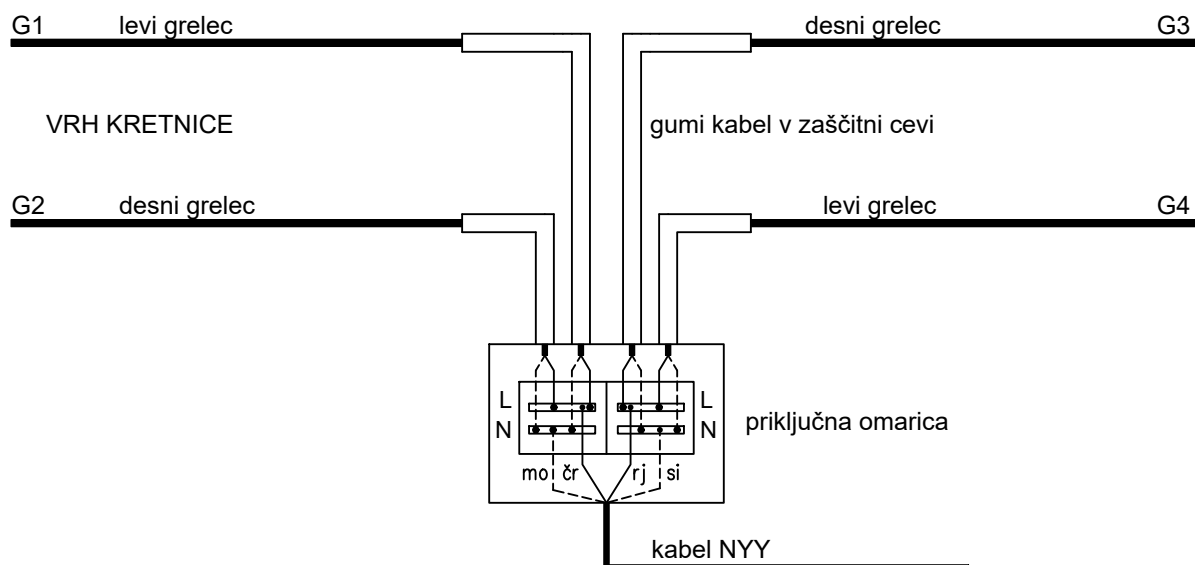 G1 levi grelec desni grelec G3
VRH KRETNICE gumi kabel v zaščitni cevi
G2 desni grelec levi grelec G4
L L
N N
priključna omarica
mo čr rj si
kabel NYY